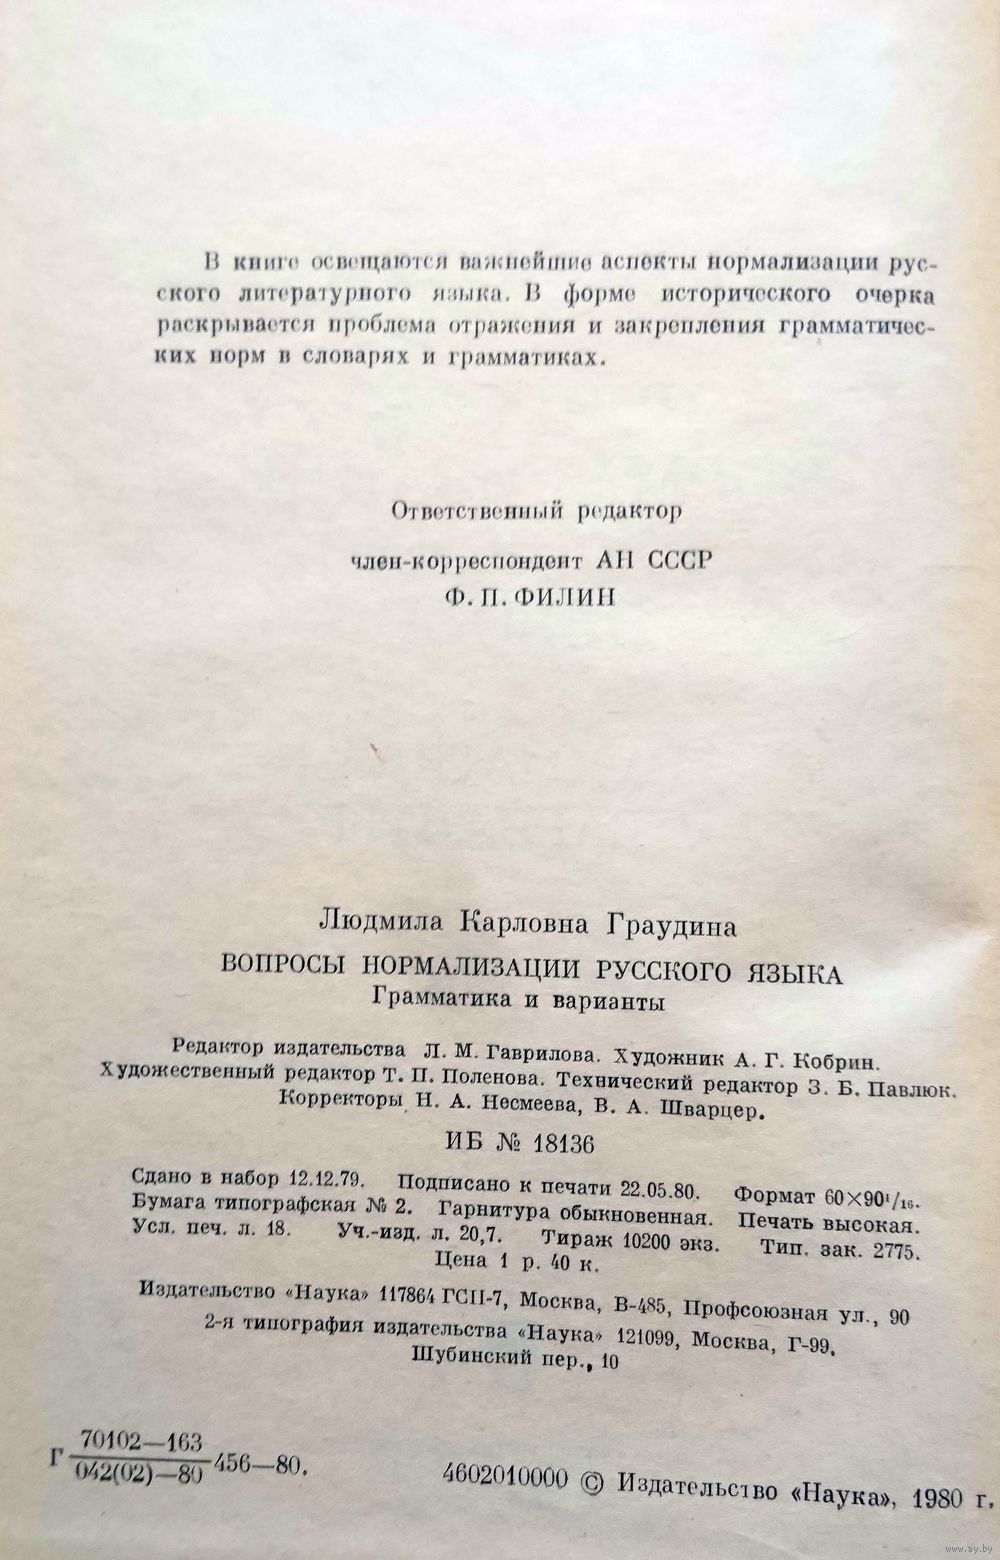 В книге освещаются важнейшие аспекты нормализации рус-
ского литературного языка. В форме исторического очерка
раскрывается проблема отражения и закрепления грамматичес-
ких норм в словарях и грамматиках.
Ответственный редактор
член-корреспондент АН СССР
Ф. П. ФИЛИН
Людмила Карловна Граудина
ВОПРОСЫ НОРМАЛИЗАЦИИ РУССКОГО ЯЗЫКА
Грамматика и варианты
Редактор издательства Л. М. Гаврилова. Художник А. Г. Кобрин.
Художественный редактор Т. П. Поленова. Технический редактор З. Б. Павлюк.
Корректоры Н. А. Несмеева, В. А. Шварцер.
ИБ № 18136
Сдано в набор 12.12.79. Подписано к печати 22.05.80. Формат 60×90¹/₁₆.
Бумага типографская № 2. Гарнитура обыкновенная. Печать высокая.
Усл. печ. л. 18. Уч.-изд. л. 20,7. Тираж 10200 экз. Тип. зак. 2775.
Цена 1 р. 40 к.
Издательство «Наука» 117864 ГСП-7, Москва, В-485, Профсоюзная ул., 90
2-я типография издательства «Наука» 121099, Москва, Г-99,
Шубинский пер., 10
Г 70102—163
042(02)—80 456—80.
4602010000 © Издательство «Наука», 1980 г.
www.ay.by